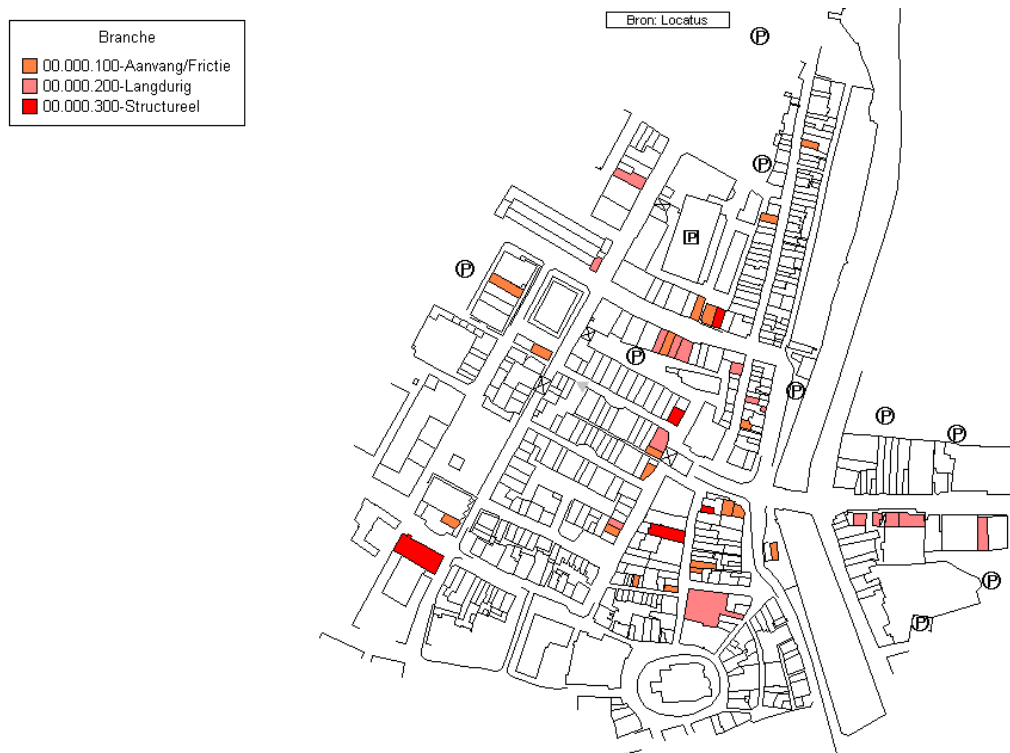 Bron: Locatus
Branche
00.000.100-Aanvang/Frictie
00.000.200-Langdurig
00.000.300-Structureel
P
P
P
P
P
P
P
P
P
P